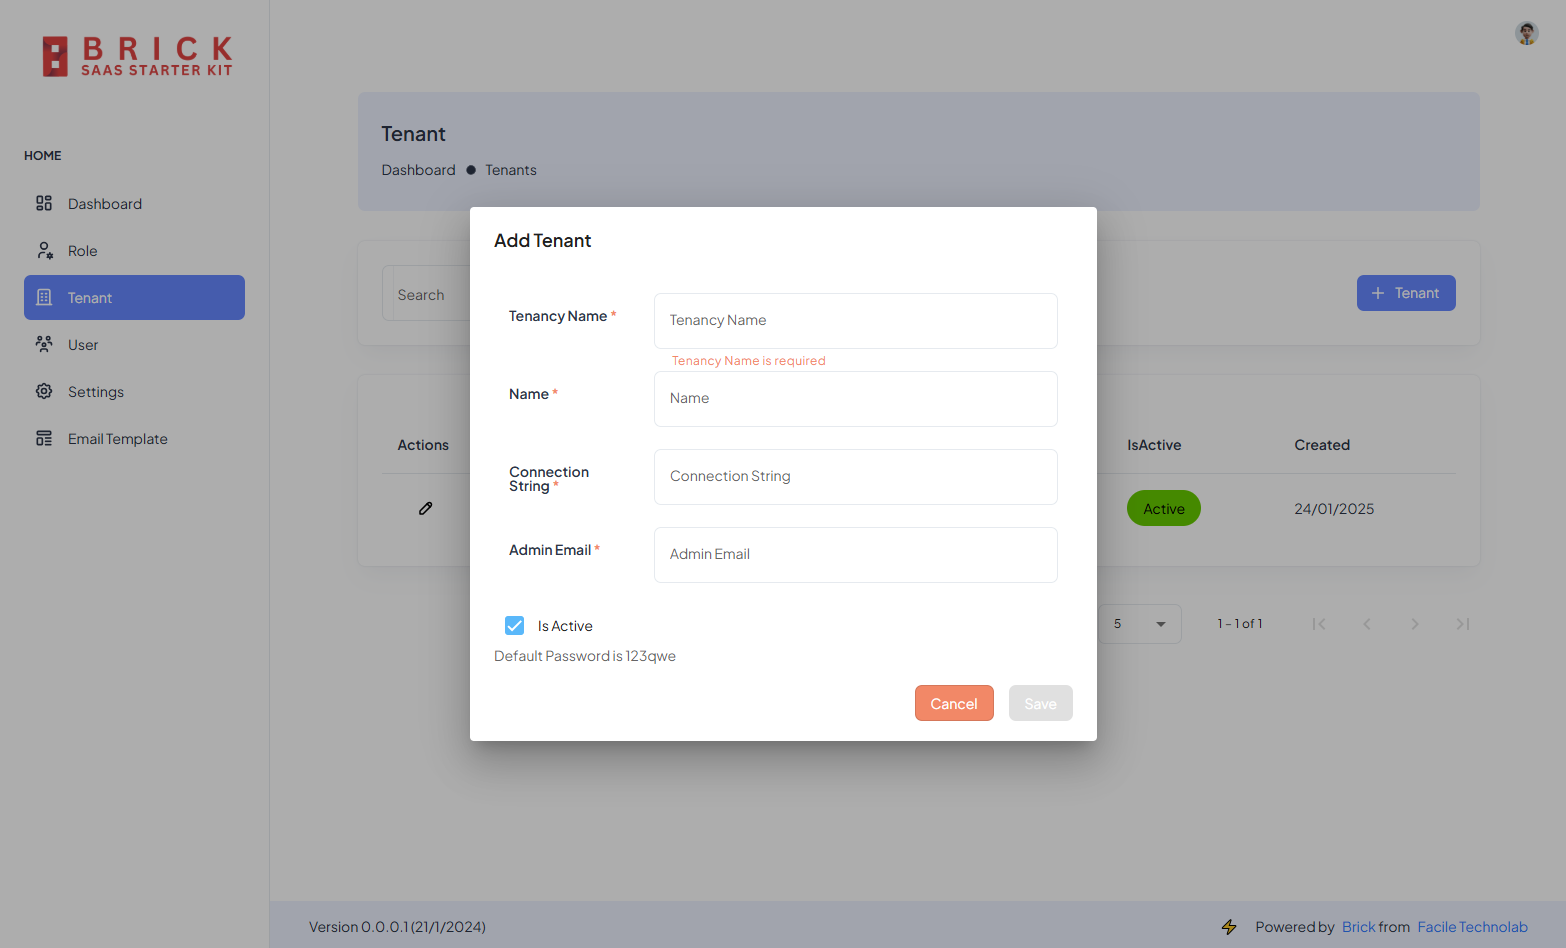 BRICK
SAAS STARTER KIT
HOME
Dashboard
Role
Tenant
User
Settings
Email Template
Tenant
Dashboard ● Tenants
Search
+ Tenant
Actions
IsActive
Created
Active
24/01/2025
5
1 – 1 of 1
Add Tenant
Tenancy Name *
Tenancy Name
Tenancy Name is required
Name *
Name
Connection
String *
Connection String
Admin Email *
Admin Email
Is Active
Default Password is 123qwe
Cancel
Save
Version 0.0.0.1 (21/1/2024)
Powered by Brick from Facile Technolab